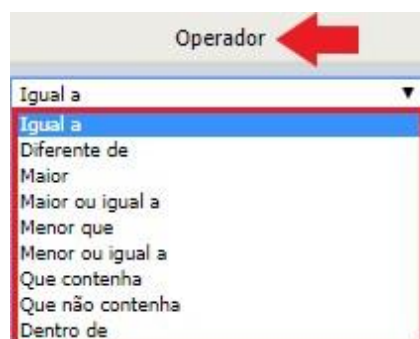 Operador
Igual a
Igual a
Diferente de
Maior
Maior ou igual a
Menor que
Menor ou igual a
Que contenha
Que não contenha
Dentro de